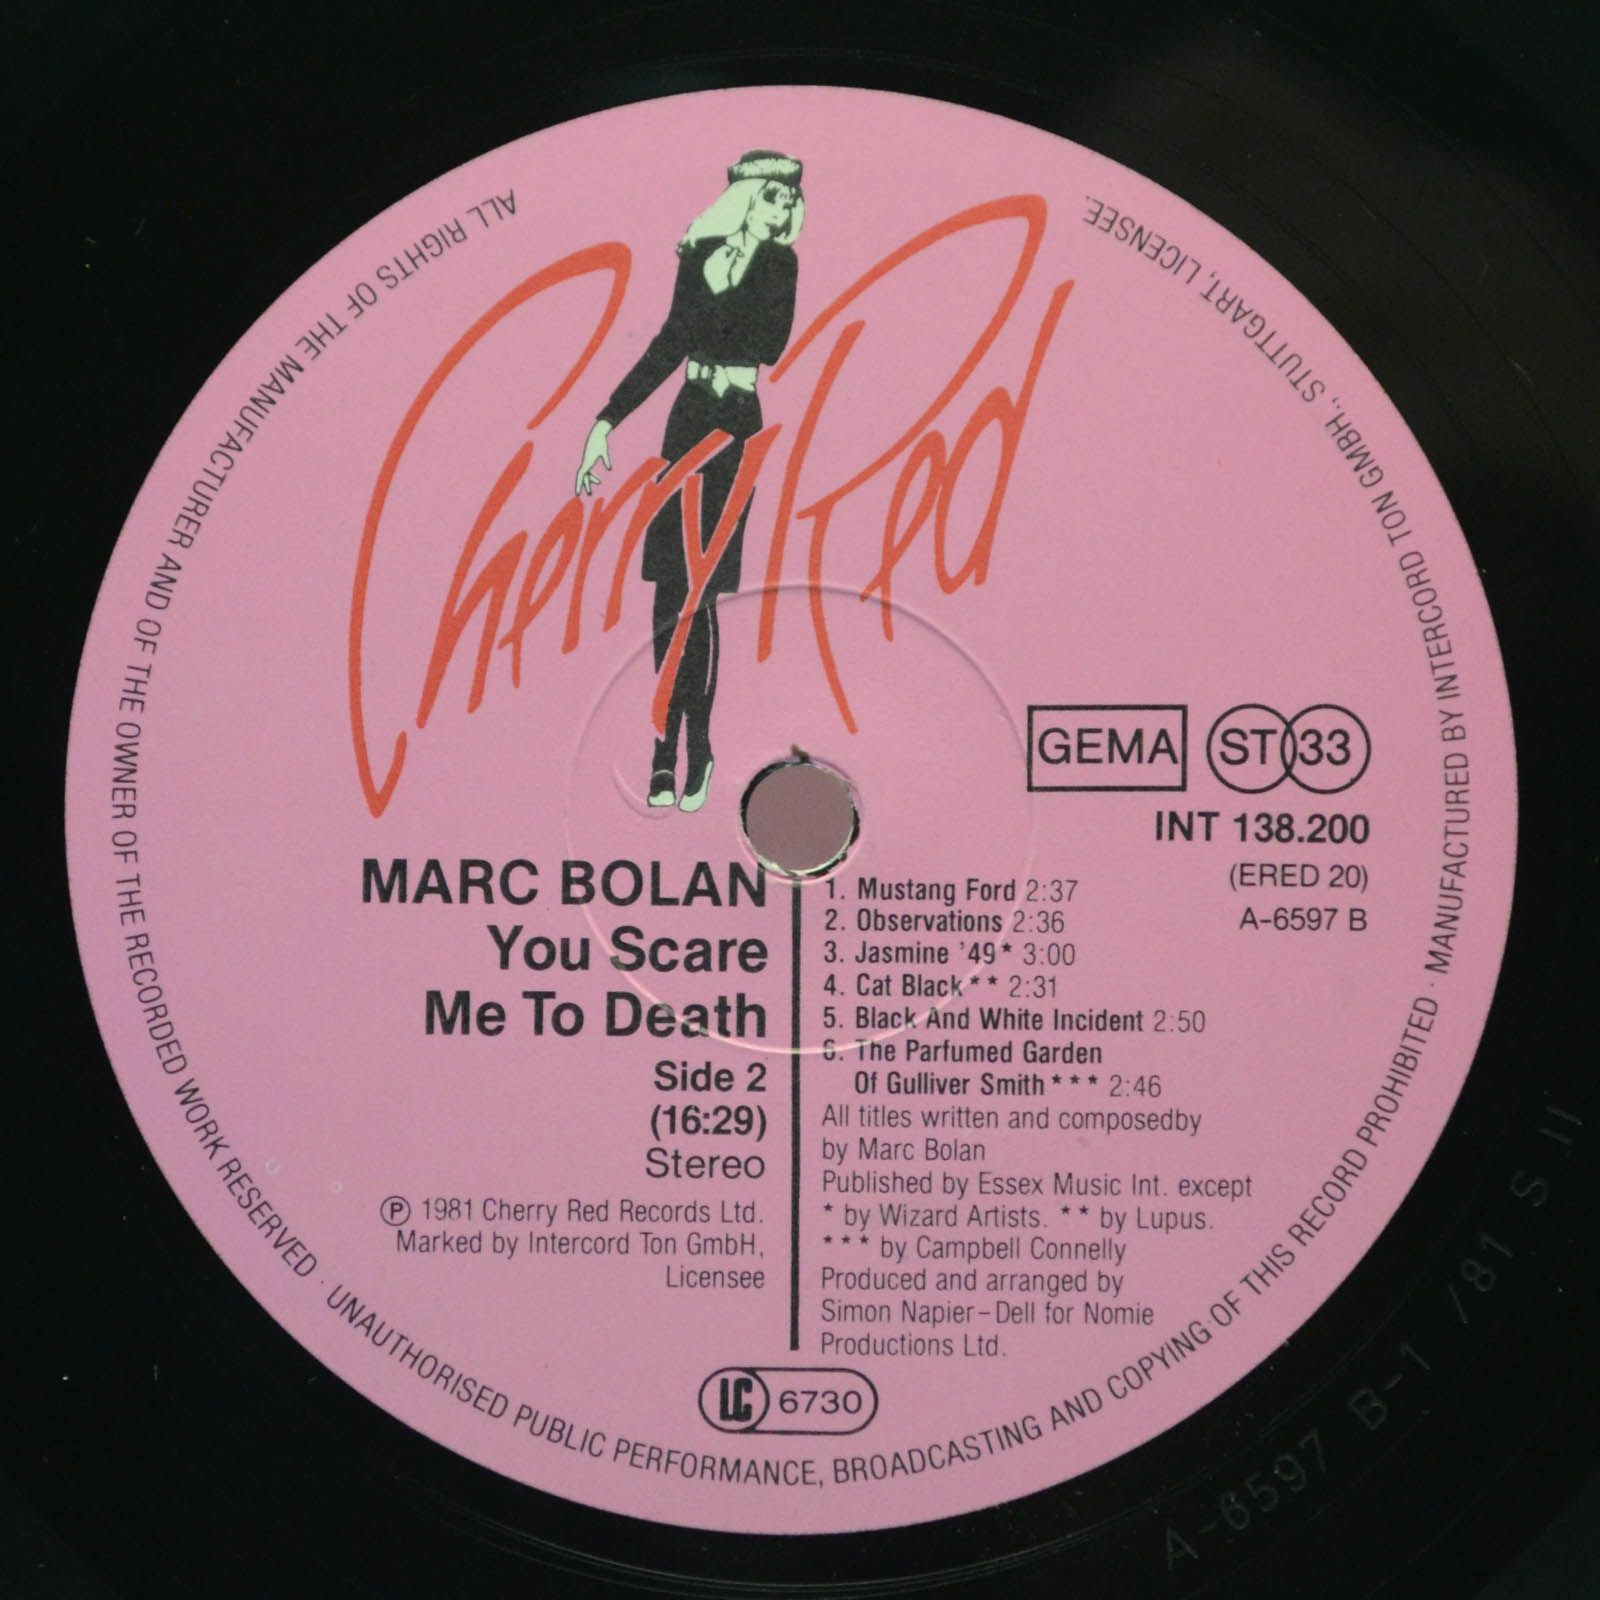 Cherry Red
GEMA ST 33
INT 138.200
(ERED 20)
A-6597 B
MARC BOLAN
You Scare
Me To Death
Side 2
(16:29)
Stereo
℗ 1981 Cherry Red Records Ltd.
Marked by Intercord Ton GmbH,
Licensee
1. Mustang Ford 2:37
2. Observations 2:36
3. Jasmine '49* 3:00
4. Cat Black** 2:31
5. Black And White Incident 2:50
6. The Parfumed Garden
Of Gulliver Smith*** 2:46
All titles written and composedby
by Marc Bolan
Published by Essex Music Int. except
* by Wizard Artists. ** by Lupus.
*** by Campbell Connelly
Produced and arranged by
Simon Napier-Dell for Nomie
Productions Ltd.
LC 6730
ALL RIGHTS OF THE MANUFACTURER AND OF THE OWNER OF THE RECORDED WORK RESERVED · UNAUTHORISED PUBLIC PERFORMANCE, BROADCASTING AND COPYING OF THIS RECORD PROHIBITED · MANUFACTURED BY INTERCORD TON GMBH., STUTTGART, LICENSEE.
A-6597 B-1 /81 S II